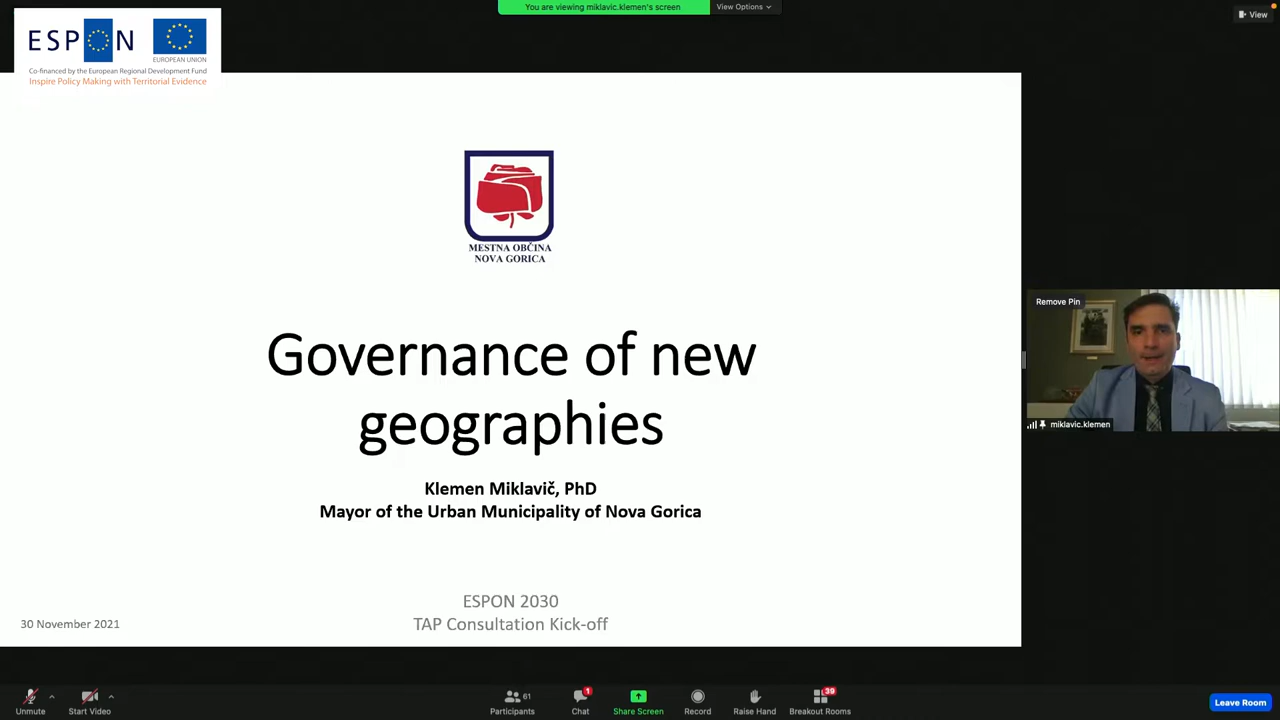 You are viewing miklavic.klemen's screen
View Options
View
ESPON
EUROPEAN UNION
Co-financed by the European Regional Development Fund
Inspire Policy Making with Territorial Evidence
MESTNA OBČINA
NOVA GORICA
Governance of new
geographies
Klemen Miklavič, PhD
Mayor of the Urban Municipality of Nova Gorica
ESPON 2030
TAP Consultation Kick-off
30 November 2021
Remove Pin
miklavic.klemen
Unmute
Start Video
61
Participants
1
Chat
Share Screen
Record
Raise Hand
39
Breakout Rooms
Leave Room